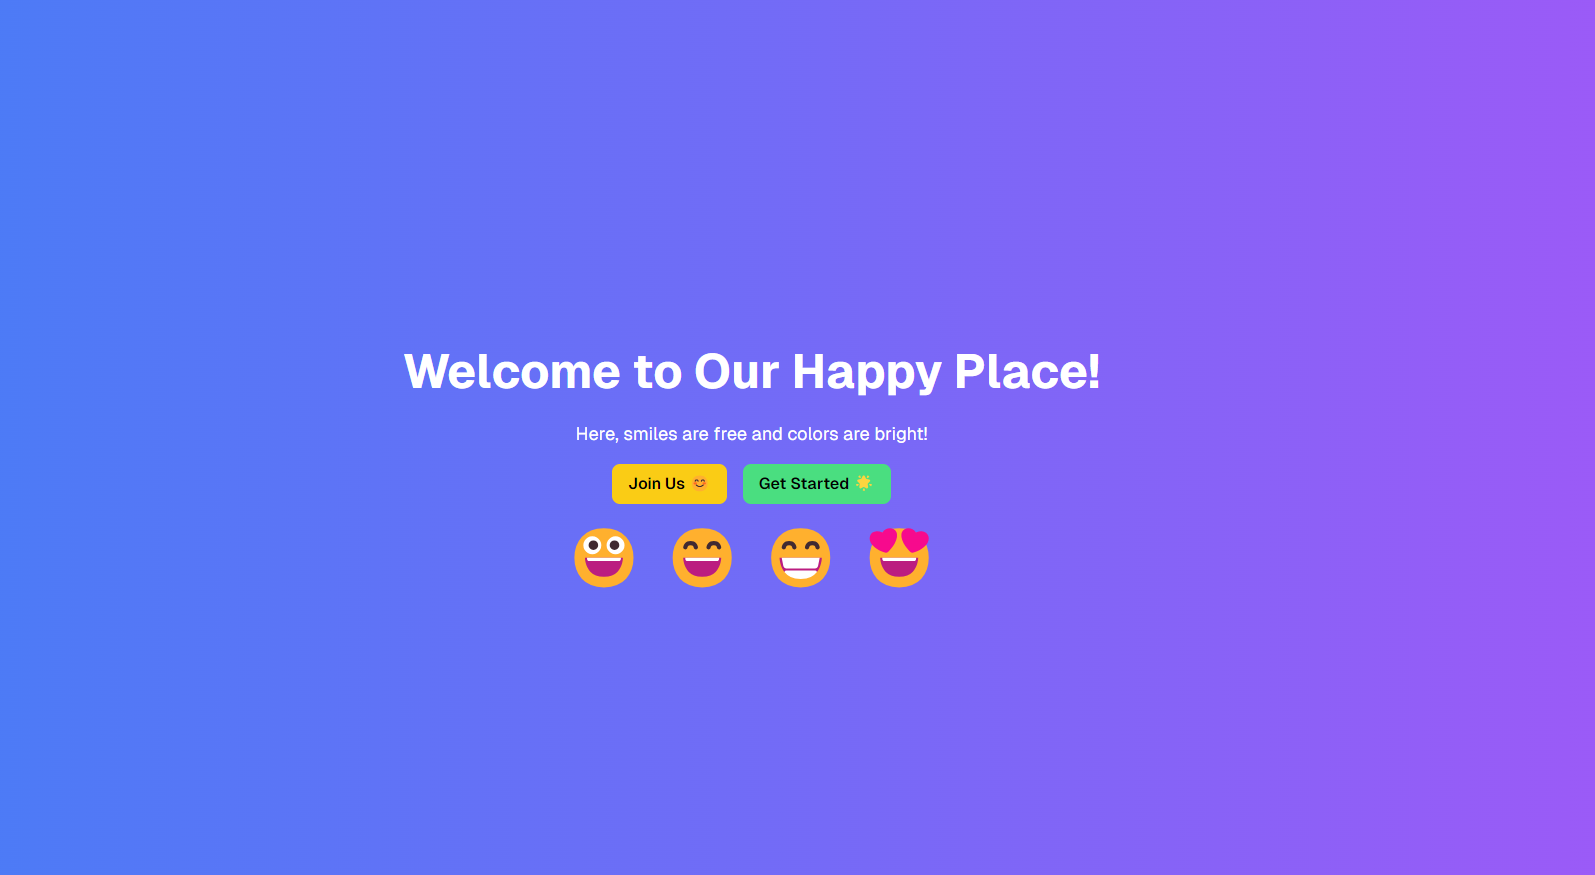 Welcome to Our Happy Place!
Here, smiles are free and colors are bright!
Join Us 😊
Get Started 🌟